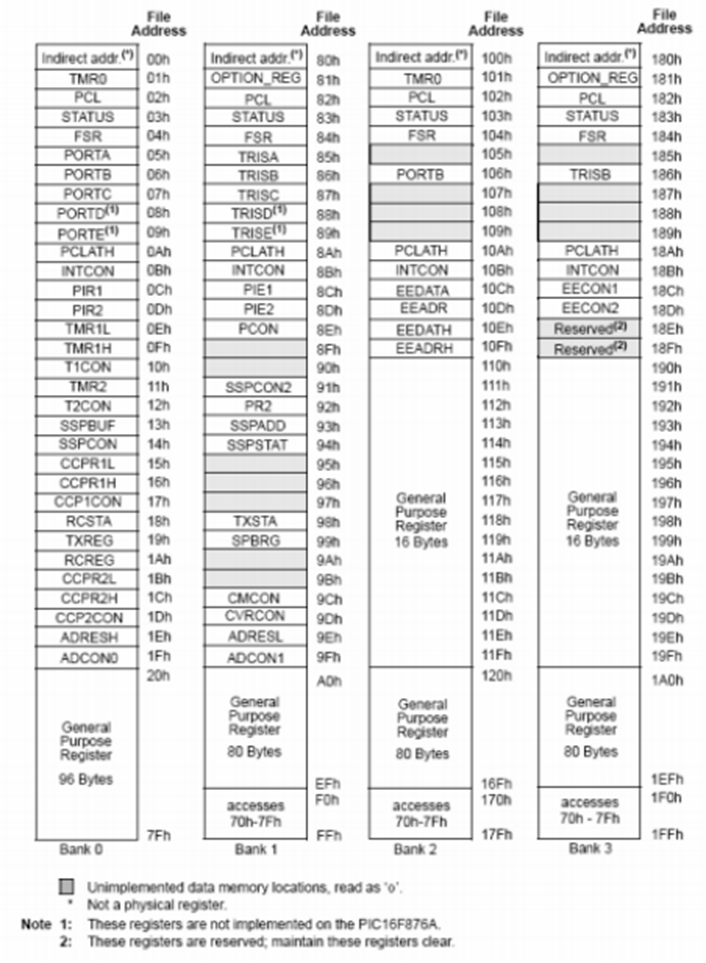 File Address File Address File Address File Address
Indirect addr.(*) 00h Indirect addr.(*) 80h Indirect addr.(*) 100h Indirect addr.(*) 180h
TMR0 01h OPTION_REG 81h TMR0 101h OPTION_REG 181h
PCL 02h PCL 82h PCL 102h PCL 182h
STATUS 03h STATUS 83h STATUS 103h STATUS 183h
FSR 04h FSR 84h FSR 104h FSR 184h
PORTA 05h TRISA 85h 105h 185h
PORTB 06h TRISB 86h PORTB 106h TRISB 186h
PORTC 07h TRISC 87h 107h 187h
PORTD(1) 08h TRISD(1) 88h 108h 188h
PORTE(1) 09h TRISE(1) 89h 109h 189h
PCLATH 0Ah PCLATH 8Ah PCLATH 10Ah PCLATH 18Ah
INTCON 0Bh INTCON 8Bh INTCON 10Bh INTCON 18Bh
PIR1 0Ch PIE1 8Ch EEDATA 10Ch EECON1 18Ch
PIR2 0Dh PIE2 8Dh EEADR 10Dh EECON2 18Dh
TMR1L 0Eh PCON 8Eh EEDATH 10Eh Reserved(2) 18Eh
TMR1H 0Fh 8Fh EEADRH 10Fh Reserved(2) 18Fh
T1CON 10h 90h 110h 190h
TMR2 11h SSPCON2 91h 111h 191h
T2CON 12h PR2 92h 112h 192h
SSPBUF 13h SSPADD 93h 113h 193h
SSPCON 14h SSPSTAT 94h 114h 194h
CCPR1L 15h 95h 115h 195h
CCPR1H 16h 96h General 116h General 196h
CCP1CON 17h 97h Purpose 117h Purpose 197h
RCSTA 18h TXSTA 98h Register 118h Register 198h
TXREG 19h SPBRG 99h 16 Bytes 119h 16 Bytes 199h
RCREG 1Ah 9Ah 11Ah 19Ah
CCPR2L 1Bh 9Bh 11Bh 19Bh
CCPR2H 1Ch CMCON 9Ch 11Ch 19Ch
CCP2CON 1Dh CVRCON 9Dh 11Dh 19Dh
ADRESH 1Eh ADRESL 9Eh 11Eh 19Eh
ADCON0 1Fh ADCON1 9Fh 11Fh 19Fh
20h A0h 120h 1A0h
General General General General
Purpose Purpose Purpose Purpose
Register Register Register Register
96 Bytes 80 Bytes 80 Bytes 80 Bytes
EFh 16Fh 1EFh
accesses F0h accesses 170h accesses 1F0h
70h-7Fh 70h-7Fh 70h - 7Fh
7Fh FFh 17Fh 1FFh
Bank 0 Bank 1 Bank 2 Bank 3
Unimplemented data memory locations, read as 'o'.
* Not a physical register.
Note 1: These registers are not implemented on the PIC16F876A.
2: These registers are reserved; maintain these registers clear.